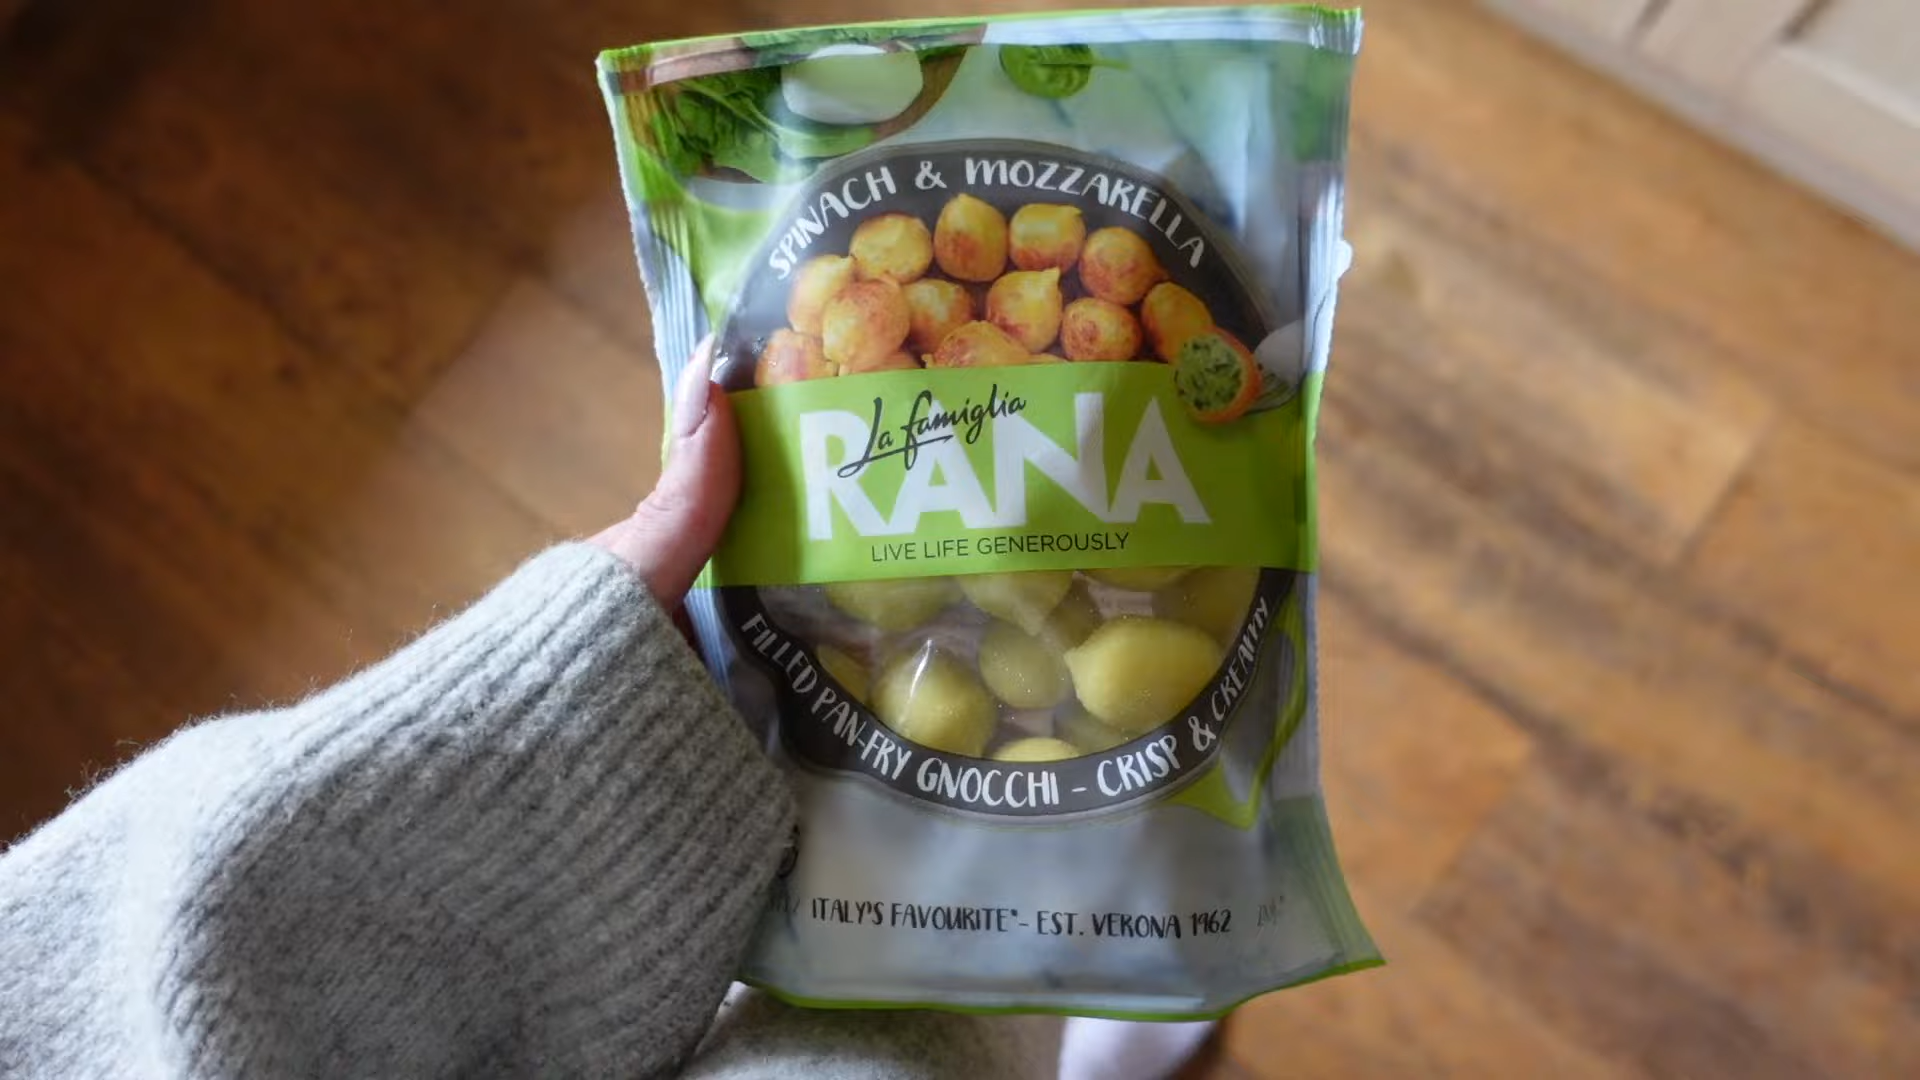 SPINACH & MOZZARELLA
La famiglia
RANA
LIVE LIFE GENEROUSLY
FILLED PAN-FRY GNOCCHI - CRISP & CREAMY
ITALY'S FAVOURITE*- EST. VERONA 1962